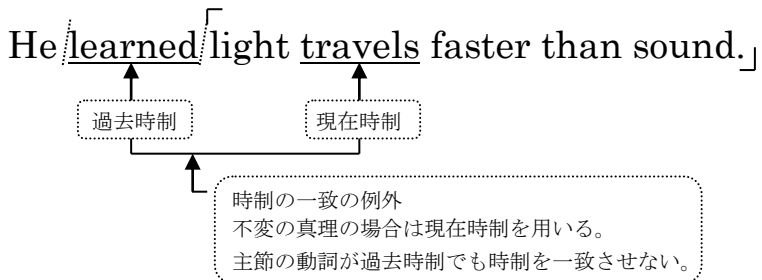 He learned light travels faster than sound.
過去時制
現在時制
時制の一致の例外
不変の真理の場合は現在時制を用いる。
主節の動詞が過去時制でも時制を一致させない。